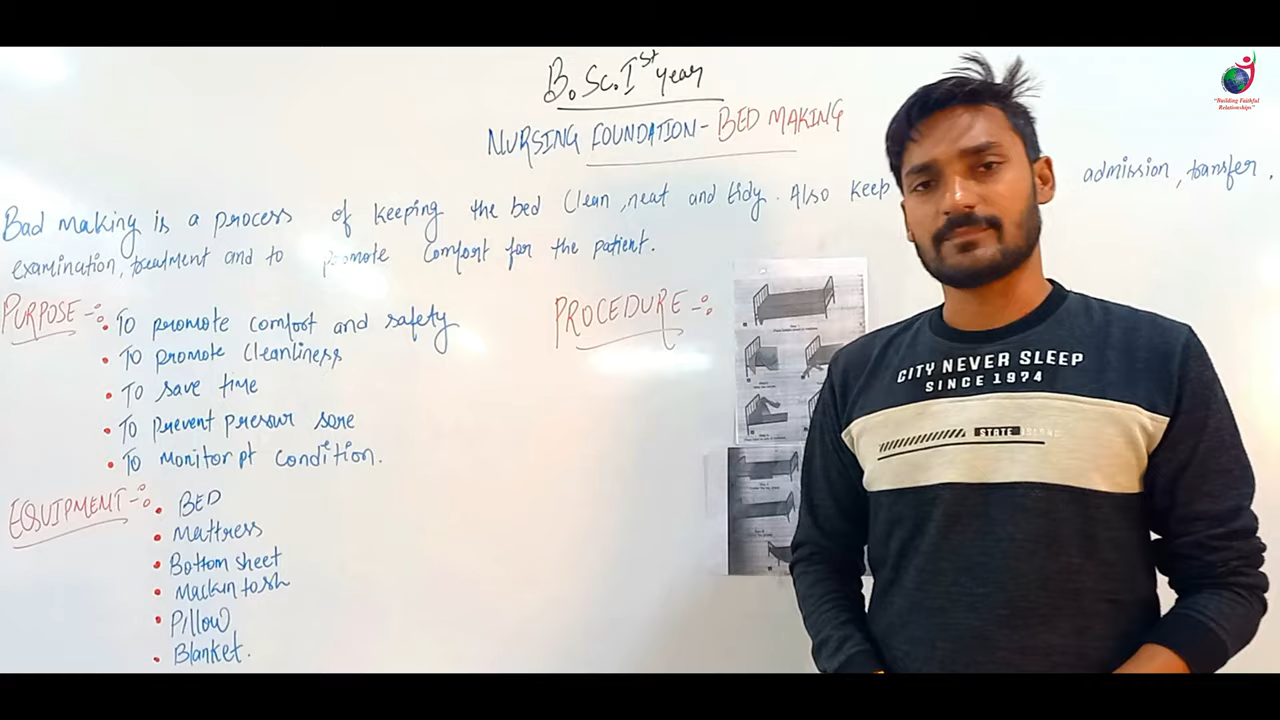 B.Sc. Ist year
NURSING FOUNDATION - BED MAKING
Bad making is a process of keeping the bed clean, neat and tidy. Also keep admission, transfer.
examination, treatment and to promote comfort for the patient.
PURPOSE -:
• To promote comfort and safety
• To promote cleanliness
• To save time
• To prevent presour sore
• To monitor pt condition.
EQUIPMENT -:
• BED
• Mattress
• Bottom sheet
• Mackintosh
• Pillow
• Blanket.
PROCEDURE -:
CITY NEVER SLEEP
SINCE 1974
STATE ISLAND
"Building Faithful
Relationships"